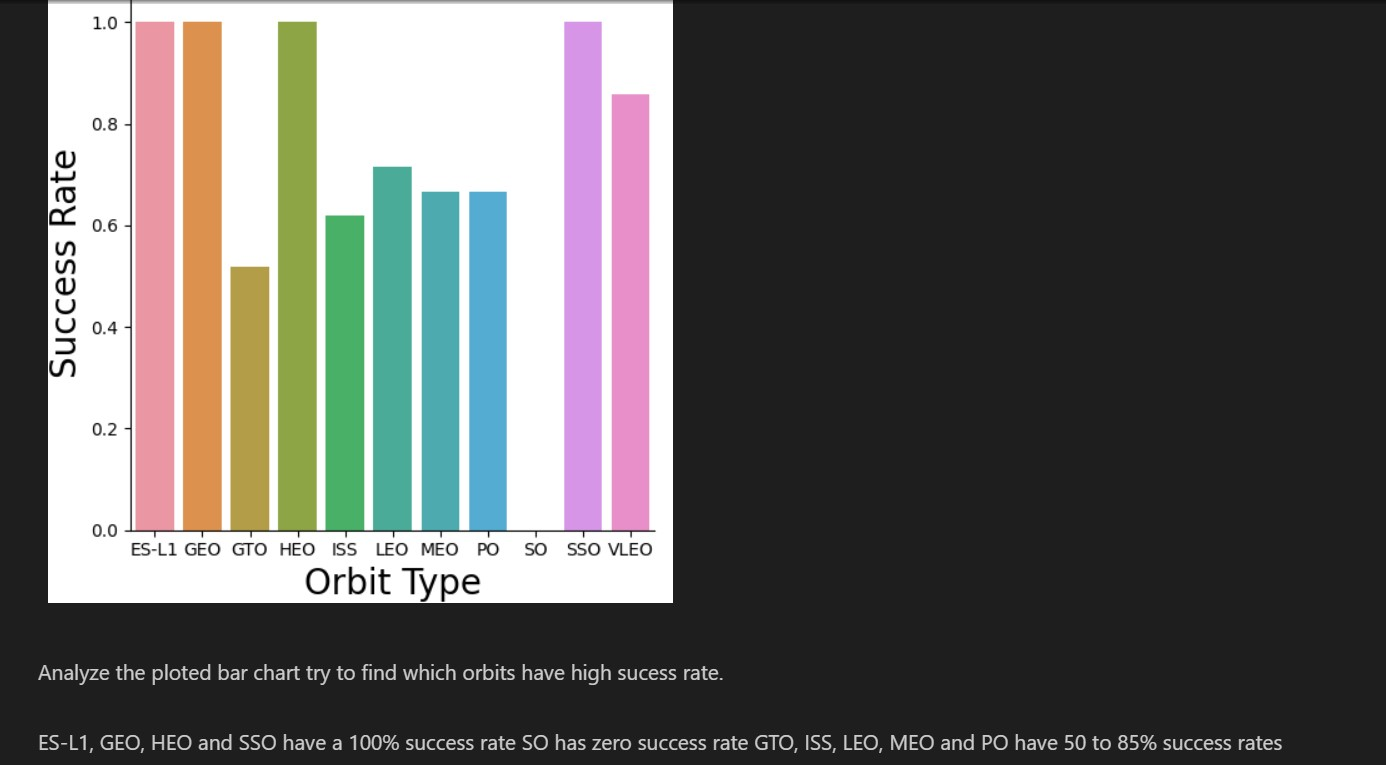 1.0
0.8
0.6
0.4
0.2
0.0
Success Rate
ES-L1 GEO GTO HEO ISS LEO MEO PO SO SSO VLEO
Orbit Type
Analyze the ploted bar chart try to find which orbits have high sucess rate.
ES-L1, GEO, HEO and SSO have a 100% success rate SO has zero success rate GTO, ISS, LEO, MEO and PO have 50 to 85% success rates